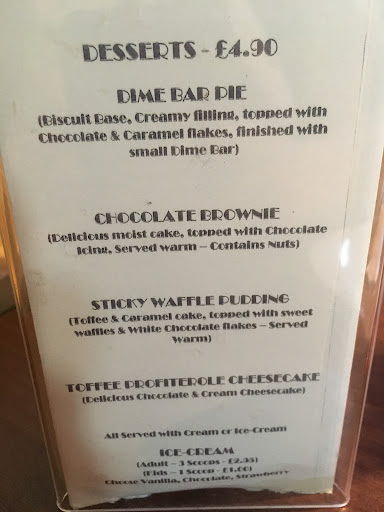 DESSERTS - £4.90
DIME BAR PIE
(Biscuit Base, Creamy filling, topped with
Chocolate & Caramel flakes, finished with
small Dime Bar)
CHOCOLATE BROWNIE
(Delicious moist cake, topped with Chocolate
Icing, Served warm – Contains Nuts)
STICKY WAFFLE PUDDING
(Toffee & Caramel cake, topped with sweet
waffles & White Chocolate flakes – Served
Warm)
TOFFEE PROFITEROLE CHEESECAKE
(Delicious Chocolate & Cream Cheesecake)
All Served with Cream or Ice-Cream
ICE-CREAM
(Adult – 3 Scoops - £2.95)
(Kids – 1 Scoop - £1.00)
Choose Vanilla, Chocolate, Strawberry